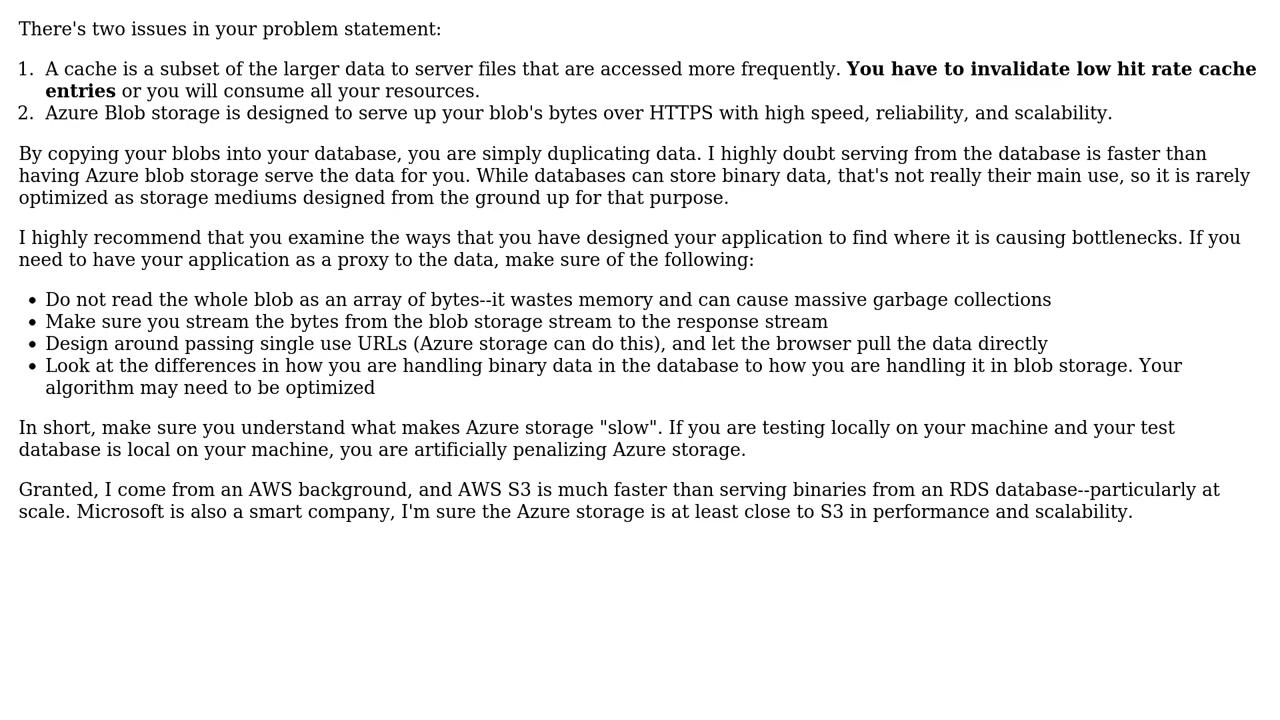 There's two issues in your problem statement:
1. A cache is a subset of the larger data to server files that are accessed more frequently. You have to invalidate low hit rate cache
entries or you will consume all your resources.
2. Azure Blob storage is designed to serve up your blob's bytes over HTTPS with high speed, reliability, and scalability.
By copying your blobs into your database, you are simply duplicating data. I highly doubt serving from the database is faster than
having Azure blob storage serve the data for you. While databases can store binary data, that's not really their main use, so it is rarely
optimized as storage mediums designed from the ground up for that purpose.
I highly recommend that you examine the ways that you have designed your application to find where it is causing bottlenecks. If you
need to have your application as a proxy to the data, make sure of the following:
• Do not read the whole blob as an array of bytes--it wastes memory and can cause massive garbage collections
• Make sure you stream the bytes from the blob storage stream to the response stream
• Design around passing single use URLs (Azure storage can do this), and let the browser pull the data directly
• Look at the differences in how you are handling binary data in the database to how you are handling it in blob storage. Your
algorithm may need to be optimized
In short, make sure you understand what makes Azure storage "slow". If you are testing locally on your machine and your test
database is local on your machine, you are artificially penalizing Azure storage.
Granted, I come from an AWS background, and AWS S3 is much faster than serving binaries from an RDS database--particularly at
scale. Microsoft is also a smart company, I'm sure the Azure storage is at least close to S3 in performance and scalability.